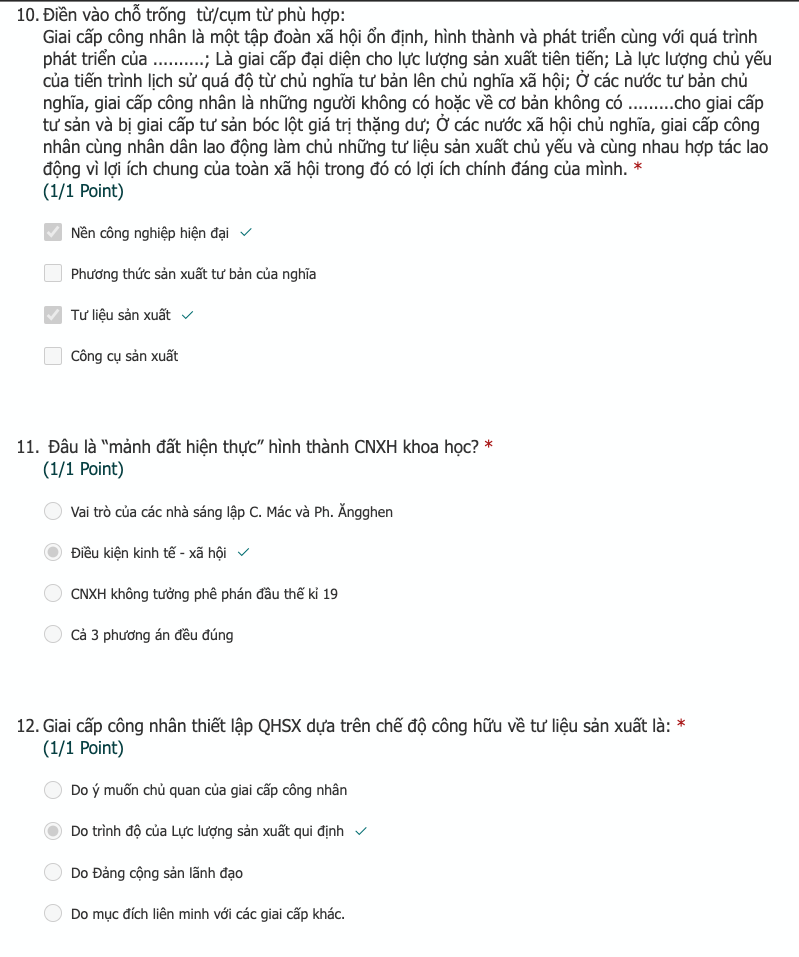 10. Điền vào chỗ trống từ/cụm từ phù hợp:
Giai cấp công nhân là một tập đoàn xã hội ổn định, hình thành và phát triển cùng với quá trình
phát triển của ..........; Là giai cấp đại diện cho lực lượng sản xuất tiên tiến; Là lực lượng chủ yếu
của tiến trình lịch sử quá độ từ chủ nghĩa tư bản lên chủ nghĩa xã hội; Ở các nước tư bản chủ
nghĩa, giai cấp công nhân là những người không có hoặc về cơ bản không có .........cho giai cấp
tư sản và bị giai cấp tư sản bóc lột giá trị thặng dư; Ở các nước xã hội chủ nghĩa, giai cấp công
nhân cùng nhân dân lao động làm chủ những tư liệu sản xuất chủ yếu và cùng nhau hợp tác lao
động vì lợi ích chung của toàn xã hội trong đó có lợi ích chính đáng của mình. *
(1/1 Point)
Nền công nghiệp hiện đại
Phương thức sản xuất tư bản của nghĩa
Tư liệu sản xuất
Công cụ sản xuất
11. Đâu là "mảnh đất hiện thực" hình thành CNXH khoa học? *
(1/1 Point)
Vai trò của các nhà sáng lập C. Mác và Ph. Ăngghen
Điều kiện kinh tế - xã hội
CNXH không tưởng phê phán đầu thế kỉ 19
Cả 3 phương án đều đúng
12. Giai cấp công nhân thiết lập QHSX dựa trên chế độ công hữu về tư liệu sản xuất là: *
(1/1 Point)
Do ý muốn chủ quan của giai cấp công nhân
Do trình độ của Lực lượng sản xuất qui định
Do Đảng cộng sản lãnh đạo
Do mục đích liên minh với các giai cấp khác.